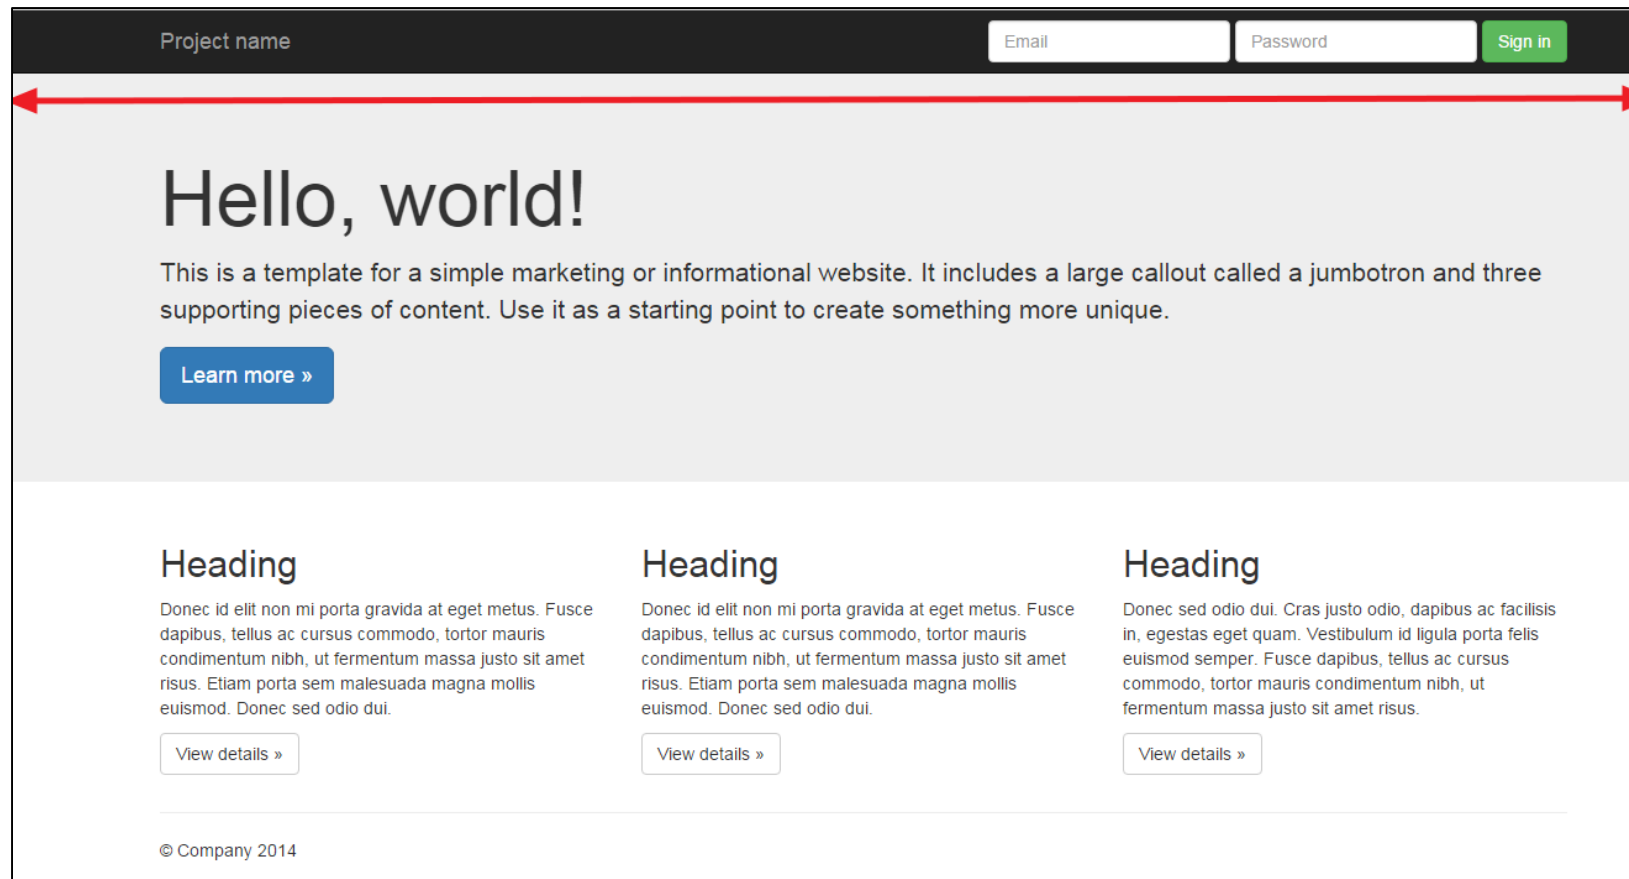 Project name
Email
Password
Sign in
Hello, world!
This is a template for a simple marketing or informational website. It includes a large callout called a jumbotron and three
supporting pieces of content. Use it as a starting point to create something more unique.
Learn more »
Heading
Donec id elit non mi porta gravida at eget metus. Fusce
dapibus, tellus ac cursus commodo, tortor mauris
condimentum nibh, ut fermentum massa justo sit amet
risus. Etiam porta sem malesuada magna mollis
euismod. Donec sed odio dui.
View details »
Heading
Donec id elit non mi porta gravida at eget metus. Fusce
dapibus, tellus ac cursus commodo, tortor mauris
condimentum nibh, ut fermentum massa justo sit amet
risus. Etiam porta sem malesuada magna mollis
euismod. Donec sed odio dui.
View details »
Heading
Donec sed odio dui. Cras justo odio, dapibus ac facilisis
in, egestas eget quam. Vestibulum id ligula porta felis
euismod semper. Fusce dapibus, tellus ac cursus
commodo, tortor mauris condimentum nibh, ut
fermentum massa justo sit amet risus.
View details »
© Company 2014